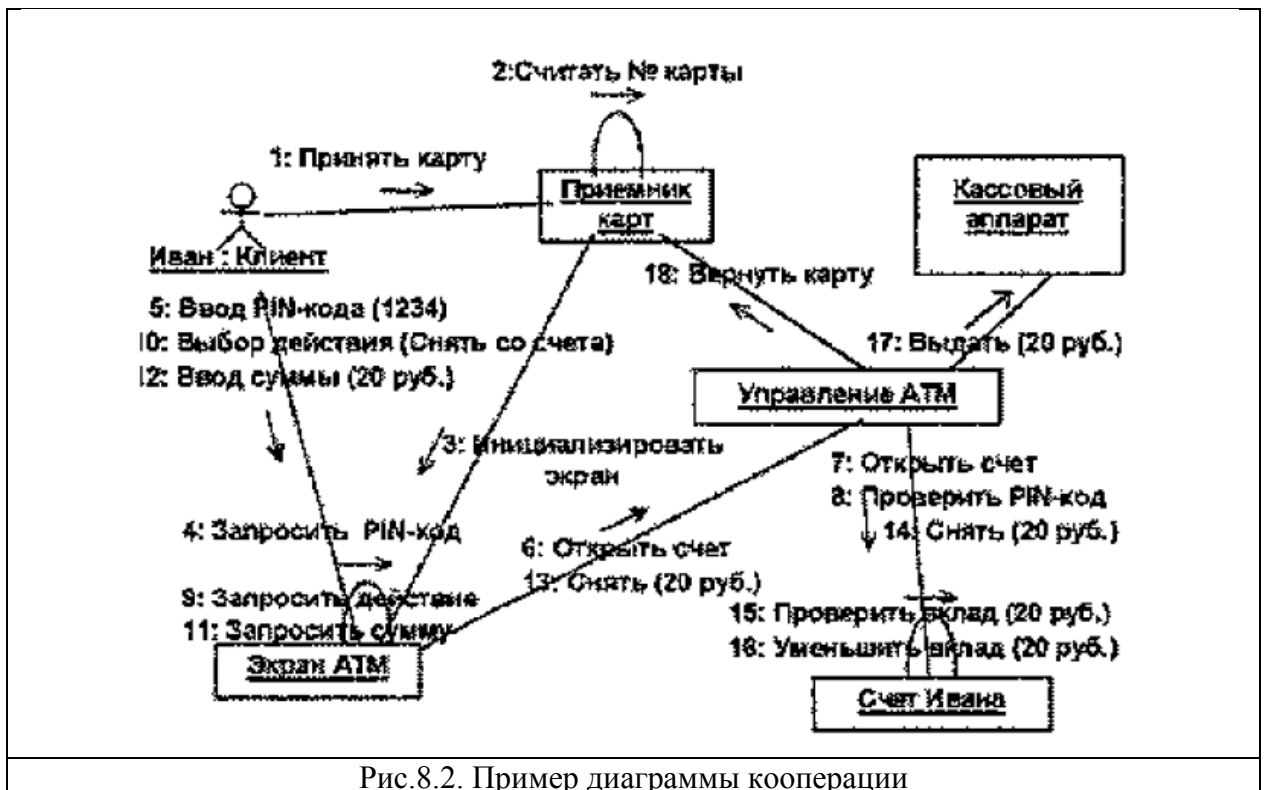 2:Считать № карты
1: Принять карту
Приемник
карт
Кассовый
аппарат
Иван : Клиент
18: Вернуть карту
5: Ввод PIN-кода (1234)
10: Выбор действия (Снять со счета)
12: Ввод суммы (20 руб.)
17: Выдать (20 руб.)
Управление АТМ
3: Инициализировать
экран
7: Открыть счет
8: Проверить PIN-код
14: Снять (20 руб.)
4: Запросить PIN-код
6: Открыть счет
13: Снять (20 руб.)
9: Запросить действие
11: Запросить сумму
15: Проверить вклад (20 руб.)
16: Уменьшить вклад (20 руб.)
Экран АТМ
Счет Ивана
Рис.8.2. Пример диаграммы кооперации